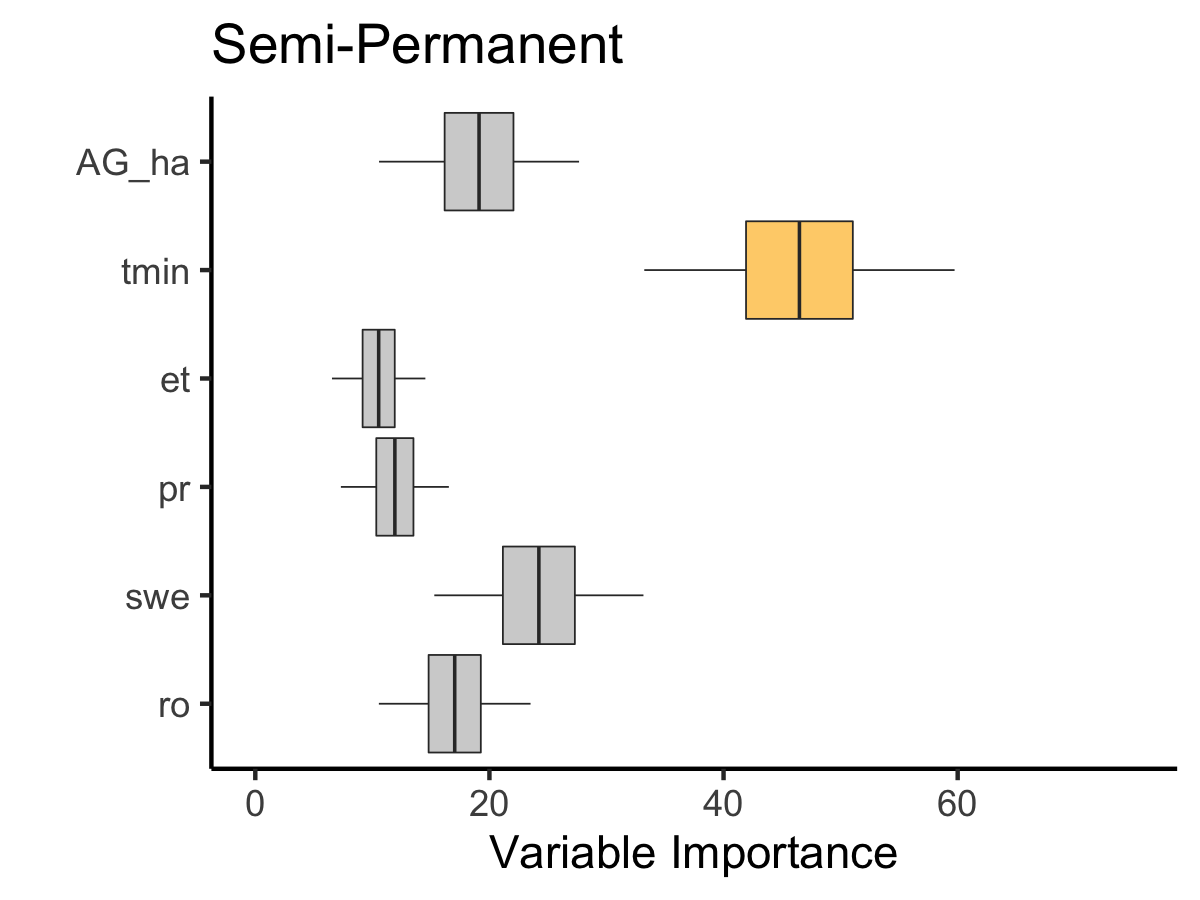 Semi-Permanent
AG_ha
tmin
et
pr
swe
ro
0 20 40 60
Variable Importance